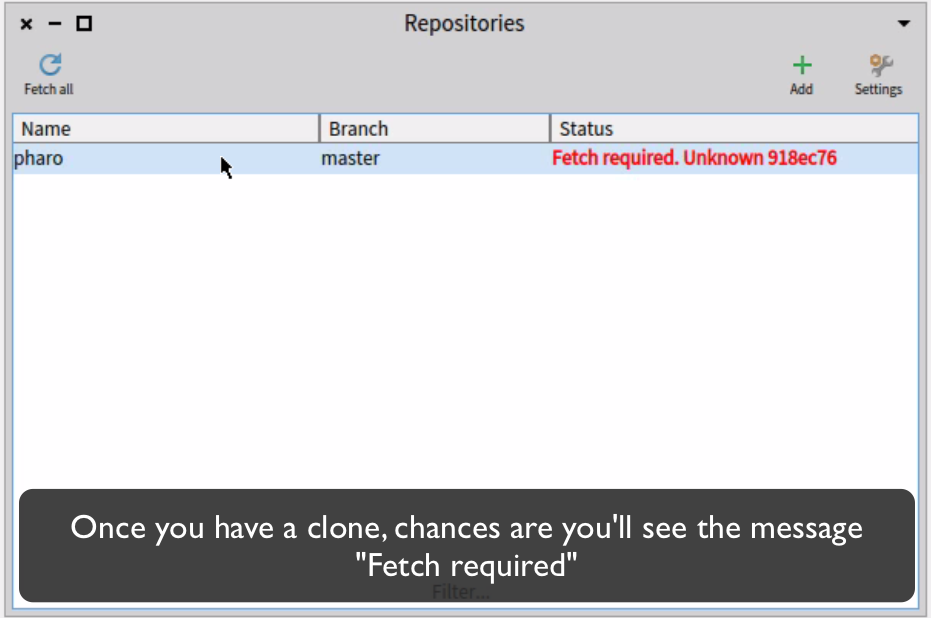 Repositories
Fetch all
Add
Settings
Name Branch Status
pharo master Fetch required. Unknown 918ec76
Once you have a clone, chances are you'll see the message
"Fetch required"
Filter...